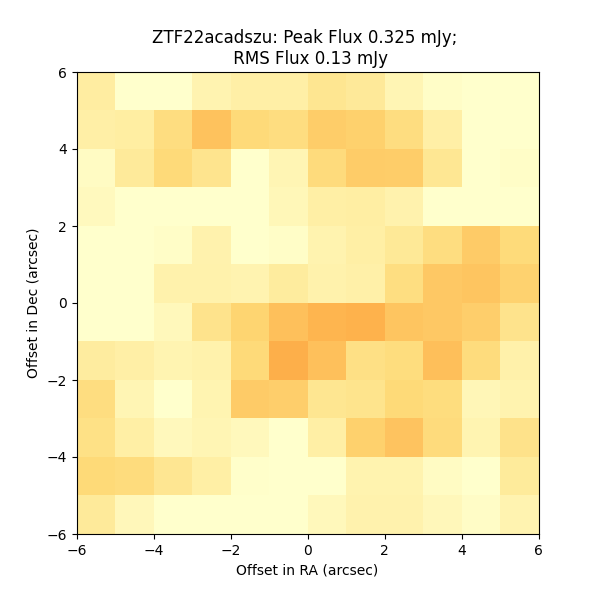 ZTF22acadszu: Peak Flux 0.325 mJy;
RMS Flux 0.13 mJy
6
4
2
0
−2
−4
−6
Offset in Dec (arcsec)
−6 −4 −2 0 2 4 6
Offset in RA (arcsec)